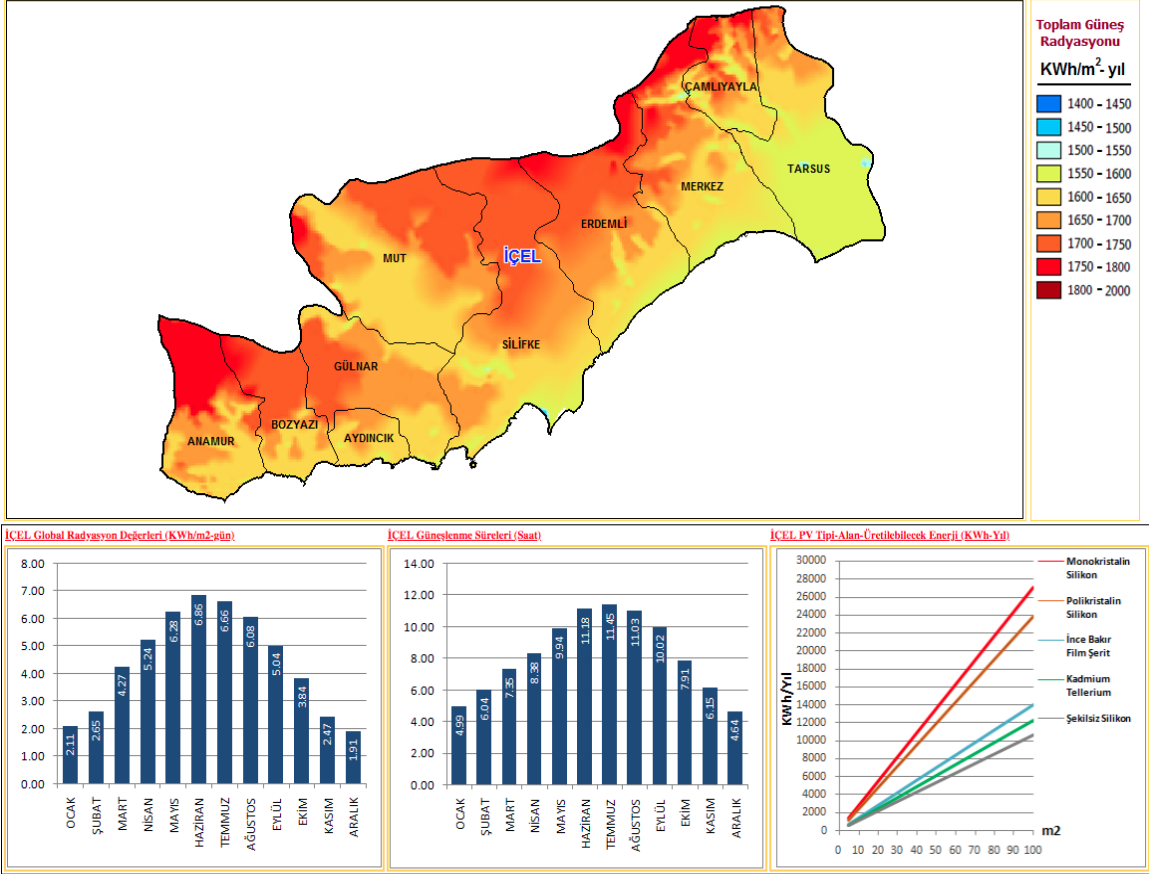 Toplam Güneş
Radyasyonu
KWh/m²- yıl
1400 - 1450
1450 - 1500
1500 - 1550
1550 - 1600
1600 - 1650
1650 - 1700
1700 - 1750
1750 - 1800
1800 - 2000
ÇAMLIYAYLA
TARSUS
MERKEZ
ERDEMLİ
MUT
İÇEL
SİLİFKE
GÜLNAR
BOZYAZI
AYDINCIK
ANAMUR
İÇEL Global Radyasyon Değerleri (KWh/m2-gün)
8.00
7.00
6.00
5.00
4.00
3.00
2.00
1.00
0.00
2.11
2.65
4.27
5.24
6.28
6.86
6.66
6.08
5.04
3.84
2.47
1.91
OCAK
ŞUBAT
MART
NİSAN
MAYIS
HAZİRAN
TEMMUZ
AĞUSTOS
EYLÜL
EKİM
KASIM
ARALIK
İÇEL Güneşlenme Süreleri (Saat)
14.00
12.00
10.00
8.00
6.00
4.00
2.00
0.00
4.99
6.04
7.35
8.38
9.94
11.18
11.45
11.03
10.02
7.91
6.15
4.64
OCAK
ŞUBAT
MART
NİSAN
MAYIS
HAZİRAN
TEMMUZ
AĞUSTOS
EYLÜL
EKİM
KASIM
ARALIK
İÇEL PV Tipi-Alan-Üretilebilecek Enerji (KWh-Yıl)
KWh/Yıl
30000
28000
26000
24000
22000
20000
18000
16000
14000
12000
10000
8000
6000
4000
2000
0
0 10 20 30 40 50 60 70 80 90 100
m2
Monokristalin
Silikon
Polikristalin
Silikon
İnce Bakır
Film Şerit
Kadmium
Tellerium
Şekilsiz Silikon